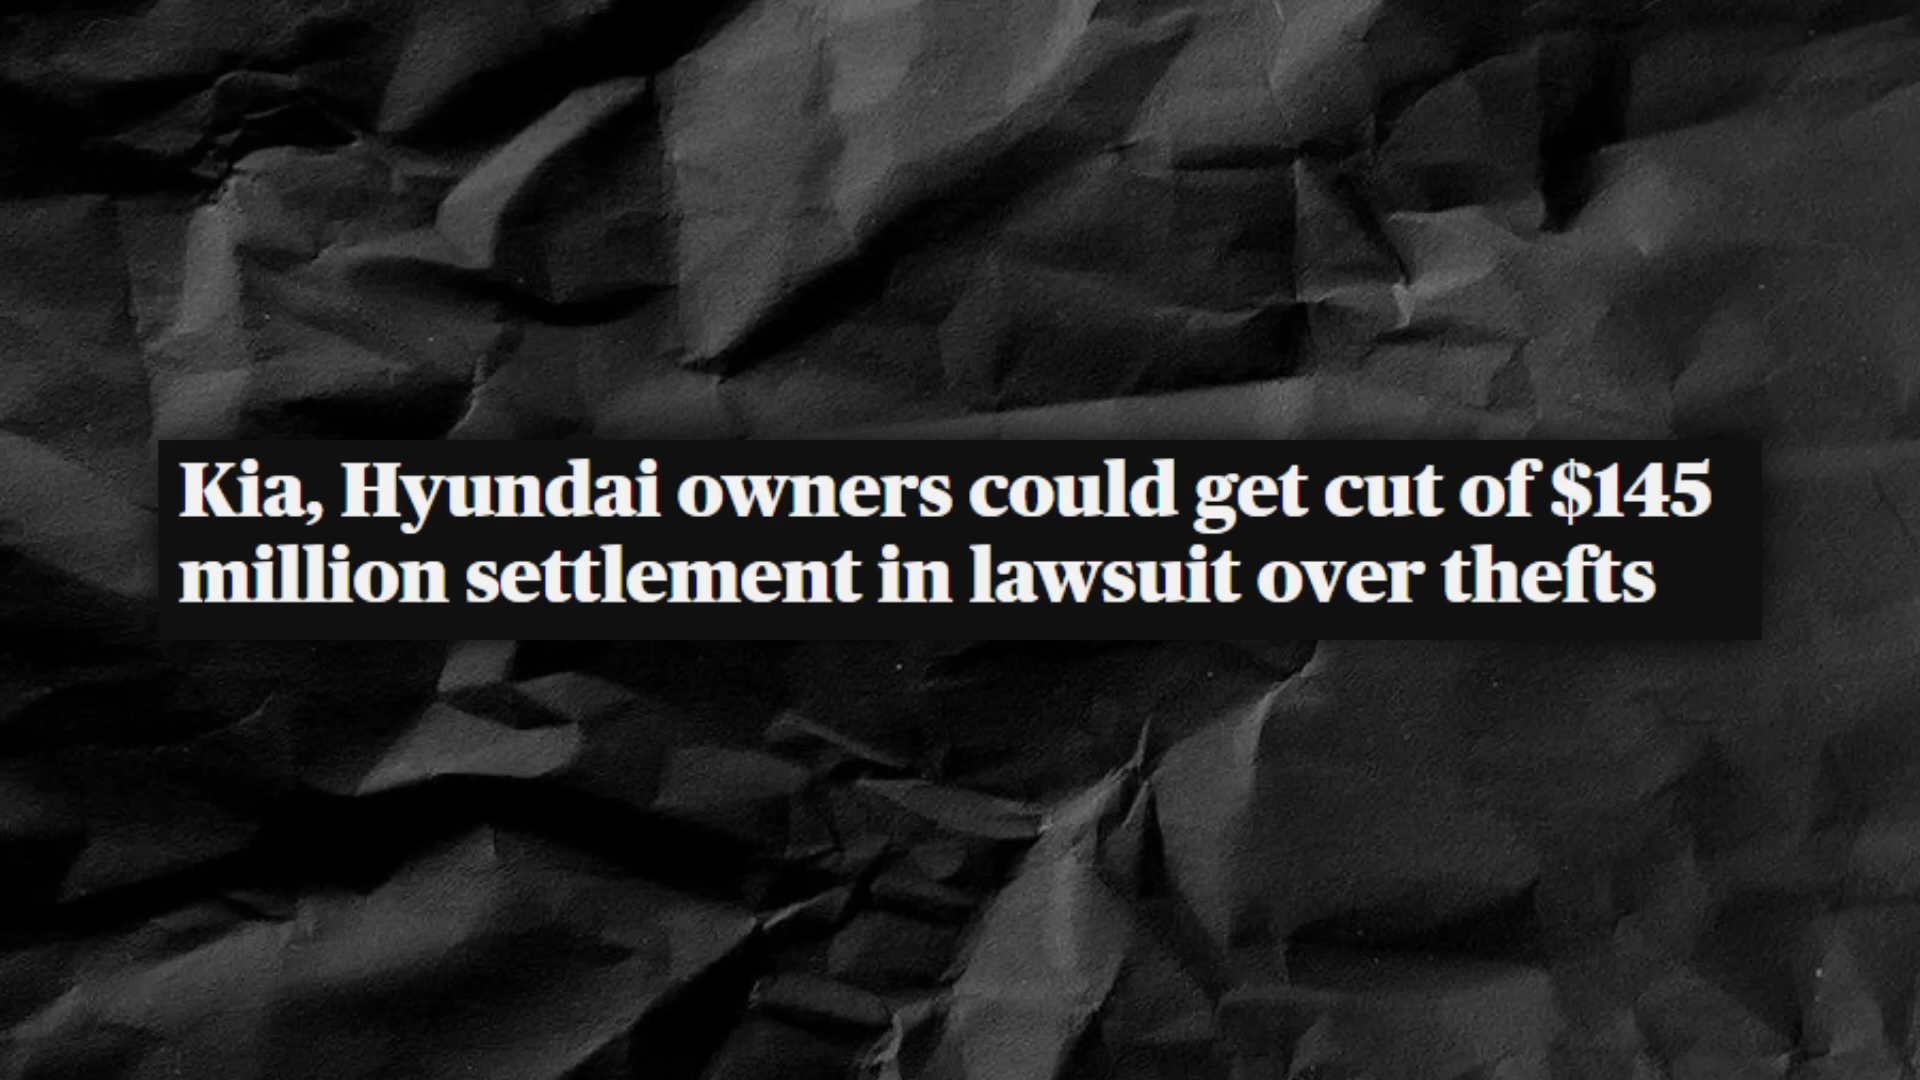 Kia, Hyundai owners could get cut of $145
million settlement in lawsuit over thefts